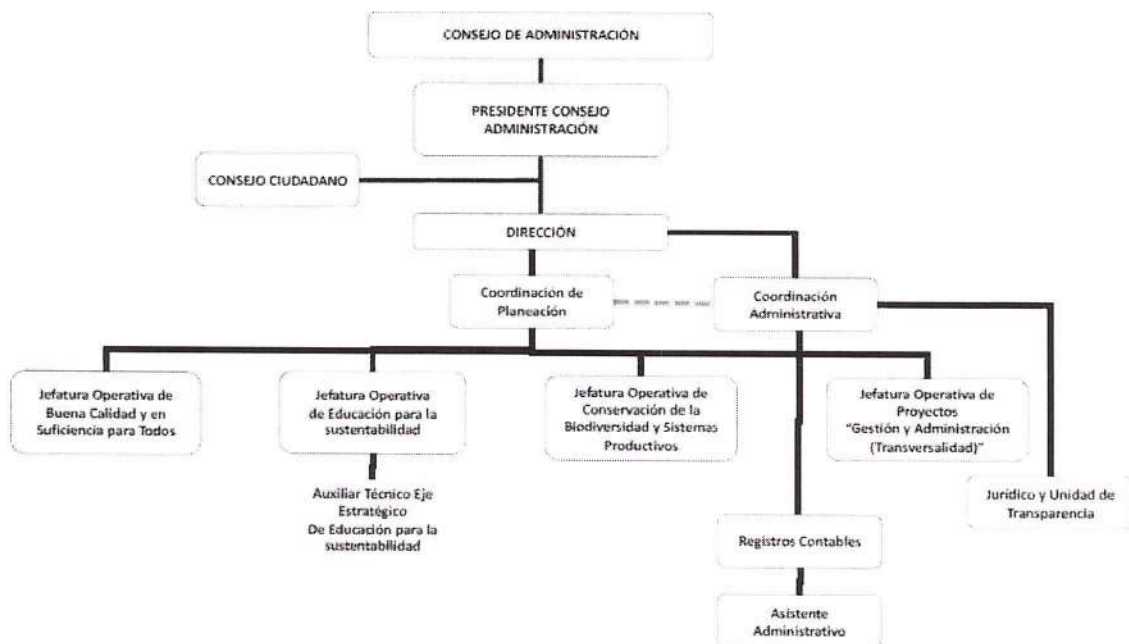 CONSEJO DE ADMINISTRACIÓN
PRESIDENTE CONSEJO
ADMINISTRACIÓN
CONSEJO CIUDADANO
DIRECCIÓN
Coordinación de
Planeación
Coordinación
Administrativa
Jefatura Operativa de
Buena Calidad y en
Suficiencia para Todos
Jefatura Operativa
de Educación para la
sustentabilidad
Jefatura Operativa de
Conservación de la
Biodiversidad y Sistemas
Productivos
Jefatura Operativa de
Proyectos
“Gestión y Administración
(Transversalidad)”
Auxiliar Técnico Eje
Estratégico
De Educación para la
sustentabilidad
Jurídico y Unidad de
Transparencia
Registros Contables
Asistente
Administrativo